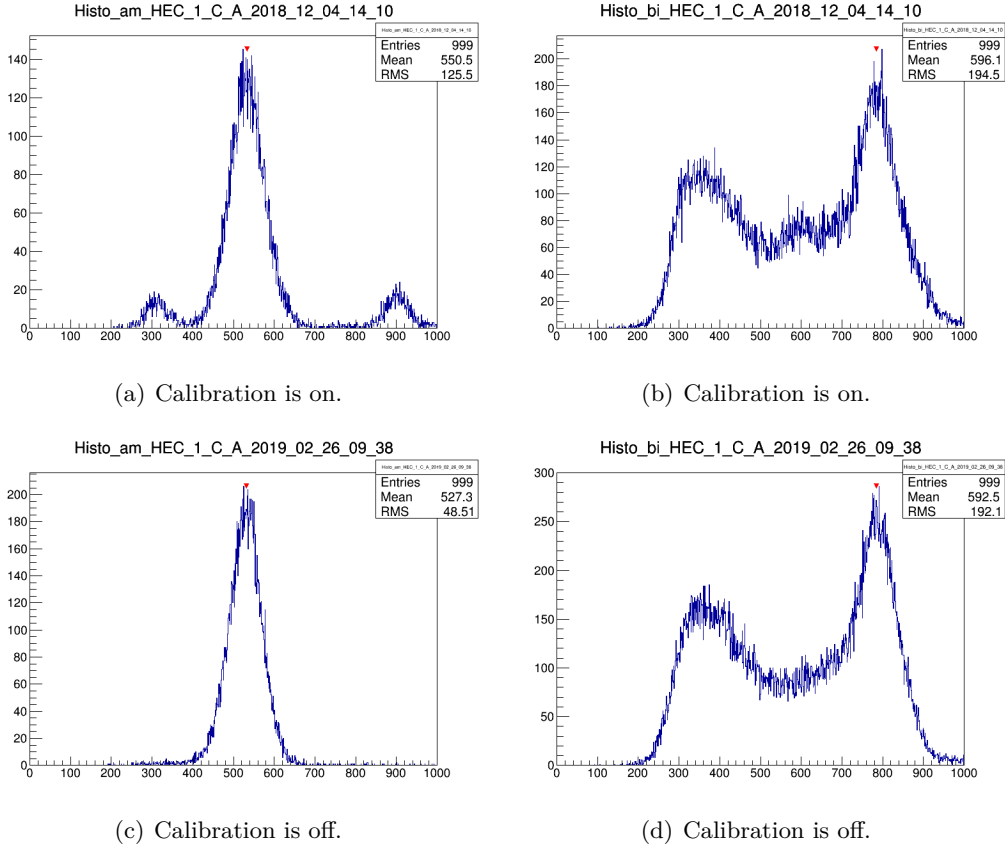 Histo_am_HEC_1_C_A_2018_12_04_14_10
Histo_am_HEC_1_C_A_2018_12_04_14_10
Entries 999
Mean 550.5
RMS 125.5
140
120
100
80
60
40
20
0
0 100 200 300 400 500 600 700 800 900 1000
(a) Calibration is on.
Histo_bi_HEC_1_C_A_2018_12_04_14_10
Histo_bi_HEC_1_C_A_2018_12_04_14_10
Entries 999
Mean 596.1
RMS 194.5
200
180
160
140
120
100
80
60
40
20
0
0 100 200 300 400 500 600 700 800 900 1000
(b) Calibration is on.
Histo_am_HEC_1_C_A_2019_02_26_09_38
Histo_am_HEC_1_C_A_2019_02_26_09_38
Entries 999
Mean 527.3
RMS 48.51
200
180
160
140
120
100
80
60
40
20
0
0 100 200 300 400 500 600 700 800 900 1000
(c) Calibration is off.
Histo_bi_HEC_1_C_A_2019_02_26_09_38
Histo_bi_HEC_1_C_A_2019_02_26_09_38
Entries 999
Mean 592.5
RMS 192.1
300
250
200
150
100
50
0
0 100 200 300 400 500 600 700 800 900 1000
(d) Calibration is off.